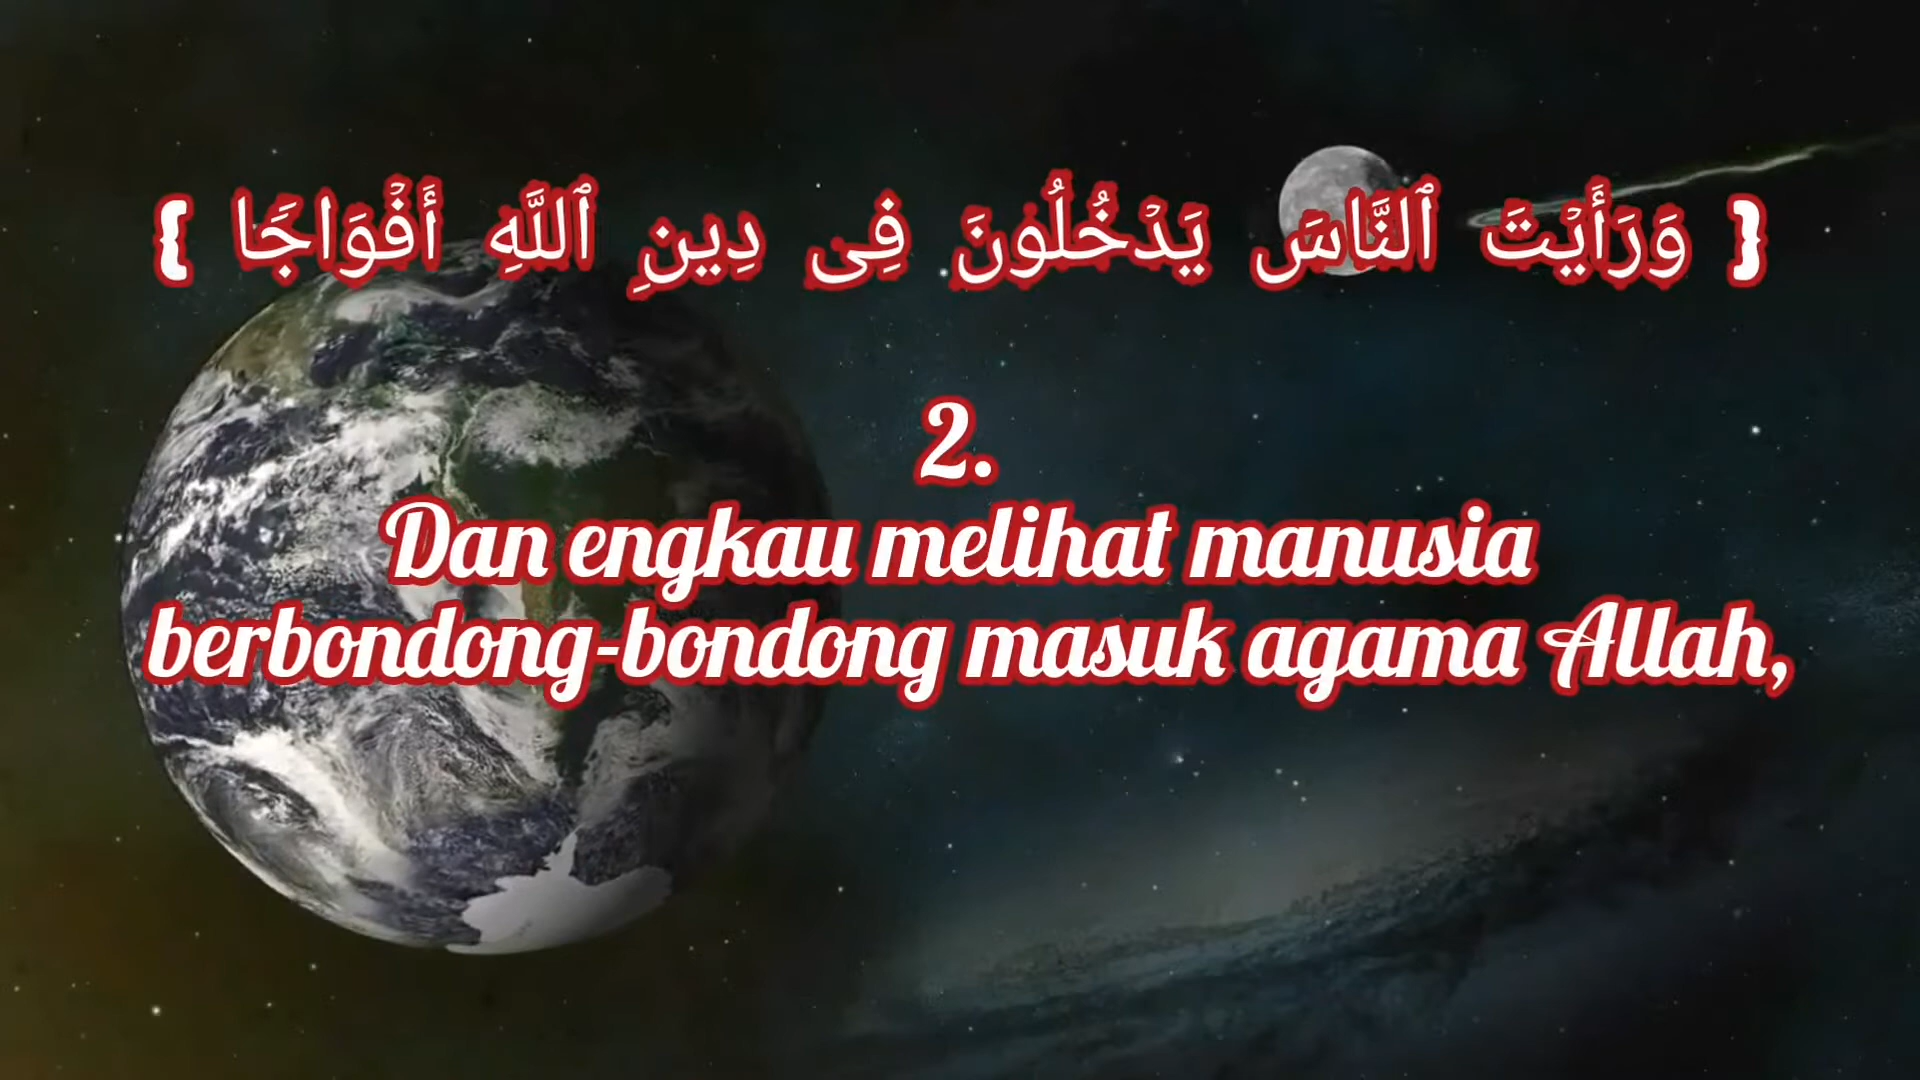 { وَرَأَيۡتَ ٱلنَّاسَ يَدۡخُلُونَ فِى دِينِ ٱللَّهِ أَفۡوَاجًا }
2.
Dan engkau melihat manusia
berbondong-bondong masuk agama Allah,